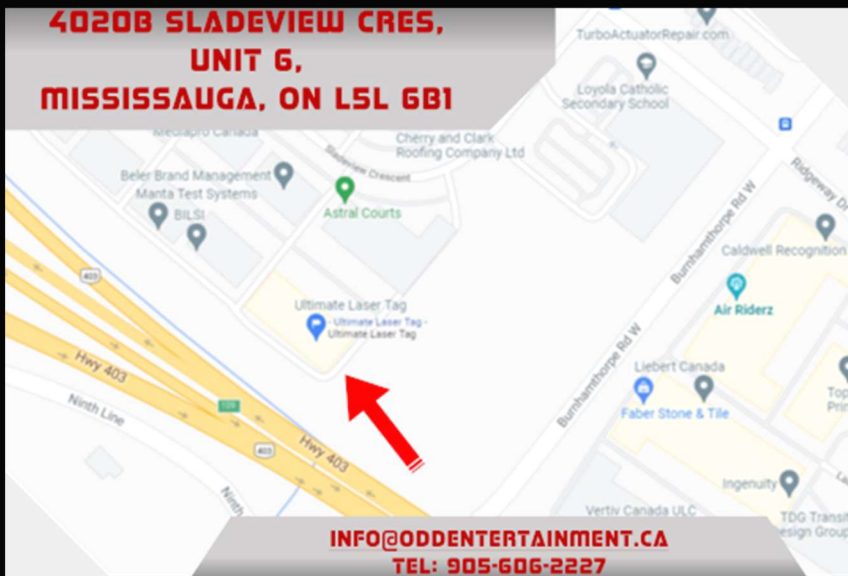 4020B SLADEVIEW CRES,
UNIT 6,
MISSISSAUGA, ON L5L 6B1
TurboActuatorRepair.com
Loyola Catholic
Secondary School
Mediapro Canada
Cherry and Clark
Roofing Company Ltd
Sladeview Crescent
Beler Brand Management
Manta Test Systems
BILSI
Astral Courts
Ridgeway Dr
Burnhamthorpe Rd W
Caldwell Recognition
Air Riderz
403
Ultimate Laser Tag
- Ultimate Laser Tag -
Ultimate Laser Tag
Hwy 403
Burnhamthorpe Rd W
Liebert Canada
Faber Stone & Tile
Top
Prin
Ninth Line
403
Hwy 403
Ninth
Ingenuity
Vertiv Canada ULC
TDG Transit
esign Group
INFO@ODDENTERTAINMENT.CA
TEL: 905-606-2227